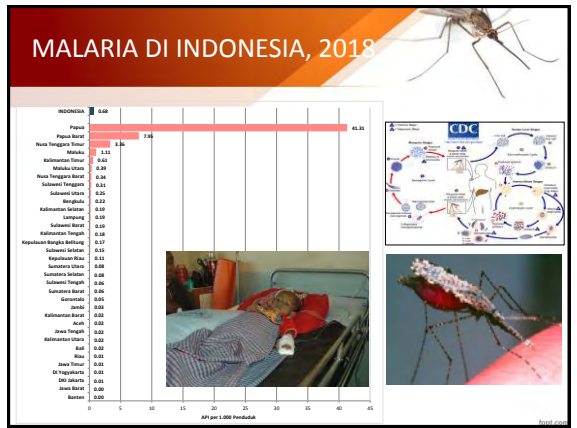 MALARIA DI INDONESIA, 2018
INDONESIA 0.68
Papua 41.31
Papua Barat 7.95
Nusa Tenggara Timur 3.36
Maluku 1.11
Kalimantan Timur 0.61
Maluku Utara 0.39
Nusa Tenggara Barat 0.34
Sulawesi Tenggara 0.31
Sulawesi Utara 0.25
Bengkulu 0.22
Kalimantan Selatan 0.19
Lampung 0.19
Sulawesi Barat 0.19
Kalimantan Tengah 0.18
Kepulauan Bangka Belitung 0.17
Sulawesi Selatan 0.15
Kepulauan Riau 0.11
Sumatera Utara 0.08
Sumatera Selatan 0.08
Sulawesi Tengah 0.06
Sumatera Barat 0.06
Gorontalo 0.05
Jambi 0.03
Kalimantan Barat 0.02
Aceh 0.02
Jawa Tengah 0.02
Kalimantan Utara 0.02
Bali 0.02
Riau 0.01
Jawa Timur 0.01
DI Yogyakarta 0.01
DKI Jakarta 0.01
Jawa Barat 0.00
Banten 0.00
0 5 10 15 20 25 30 35 40 45
API per 1.000 Penduduk
CDC
fppt.com